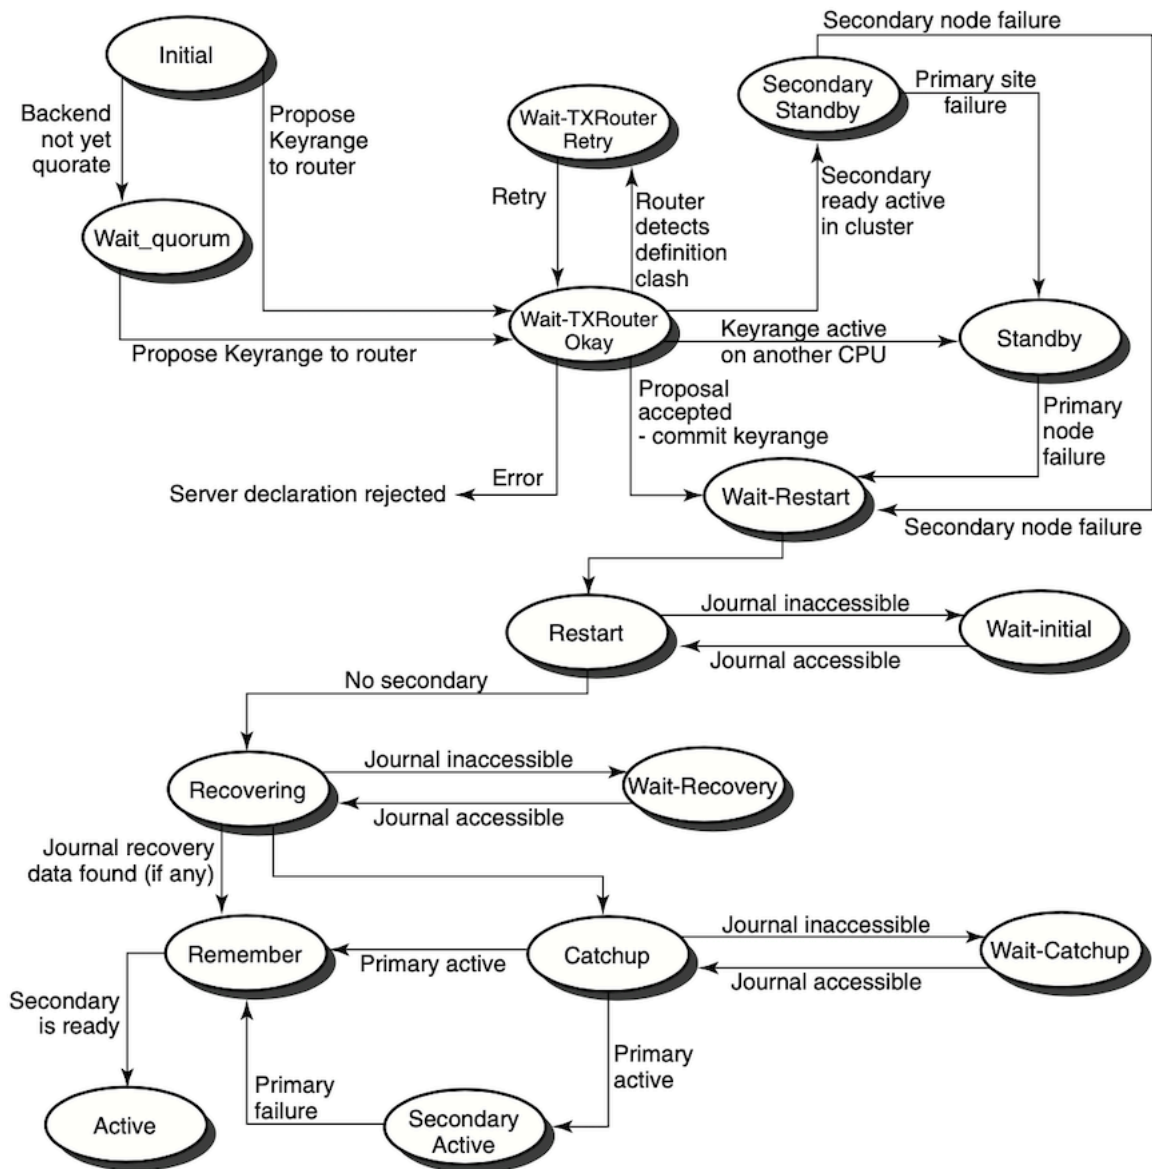 Initial
Backend
not yet
quorate
Propose
Keyrange
to router
Wait_quorum
Propose Keyrange to router
Wait-TXRouter
Retry
Retry
Router
detects
definition
clash
Wait-TXRouter
Okay
Secondary node failure
Secondary
Standby
Primary site
failure
Secondary
ready active
in cluster
Keyrange active
on another CPU
Standby
Proposal
accepted
- commit keyrange
Primary
node
failure
Error
Server declaration rejected
Wait-Restart
Secondary node failure
Restart
Journal inaccessible
Journal accessible
Wait-initial
No secondary
Recovering
Journal inaccessible
Journal accessible
Wait-Recovery
Journal recovery
data found (if any)
Remember
Primary active
Catchup
Journal inaccessible
Journal accessible
Wait-Catchup
Secondary
is ready
Primary
failure
Primary
active
Active
Secondary
Active